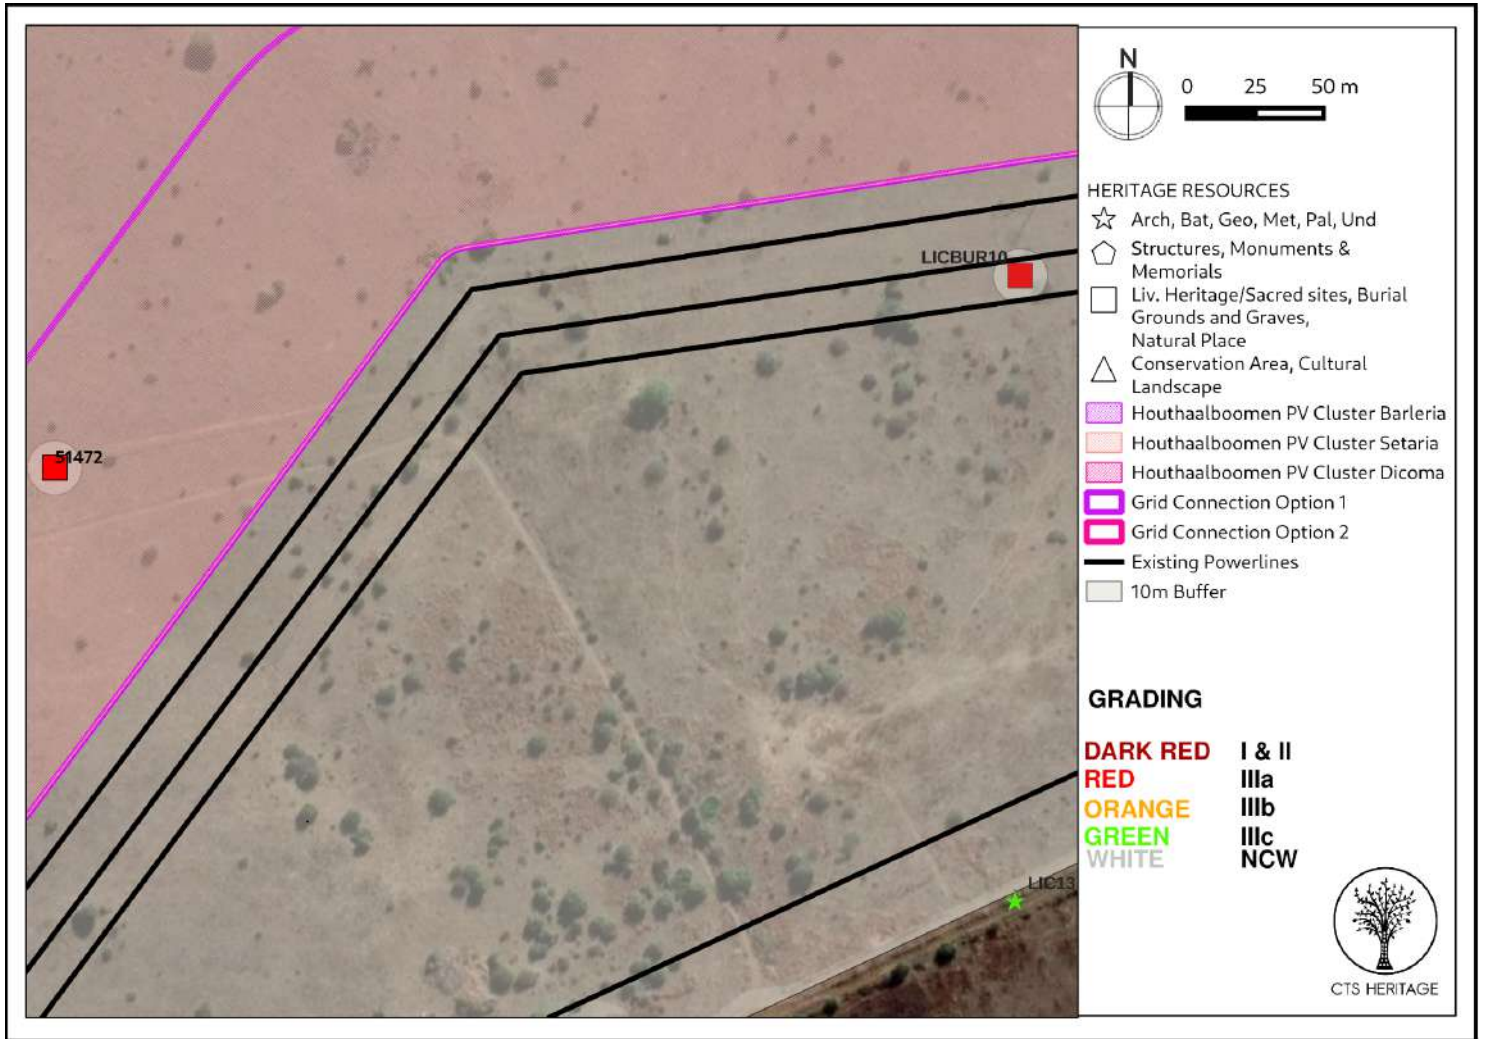 LICBUR10
51472
LIC13
N
0 25 50 m
HERITAGE RESOURCES
Arch, Bat, Geo, Met, Pal, Und
Structures, Monuments &
Memorials
Liv. Heritage/Sacred sites, Burial
Grounds and Graves,
Natural Place
Conservation Area, Cultural
Landscape
Houthaalboomen PV Cluster Barleria
Houthaalboomen PV Cluster Setaria
Houthaalboomen PV Cluster Dicoma
Grid Connection Option 1
Grid Connection Option 2
Existing Powerlines
10m Buffer
GRADING
DARK RED I & II
RED IIIa
ORANGE IIIb
GREEN IIIc
WHITE NCW
CTS HERITAGE